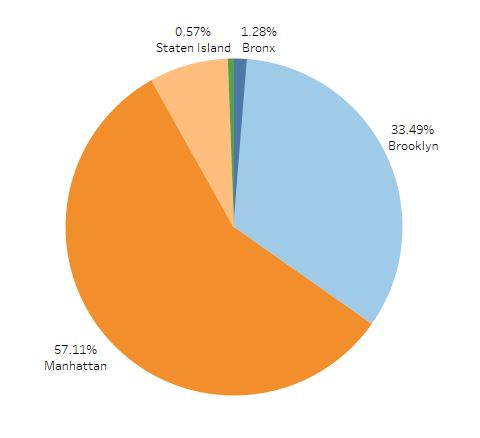 0.57%
Staten Island
1.28%
Bronx
33.49%
Brooklyn
57.11%
Manhattan